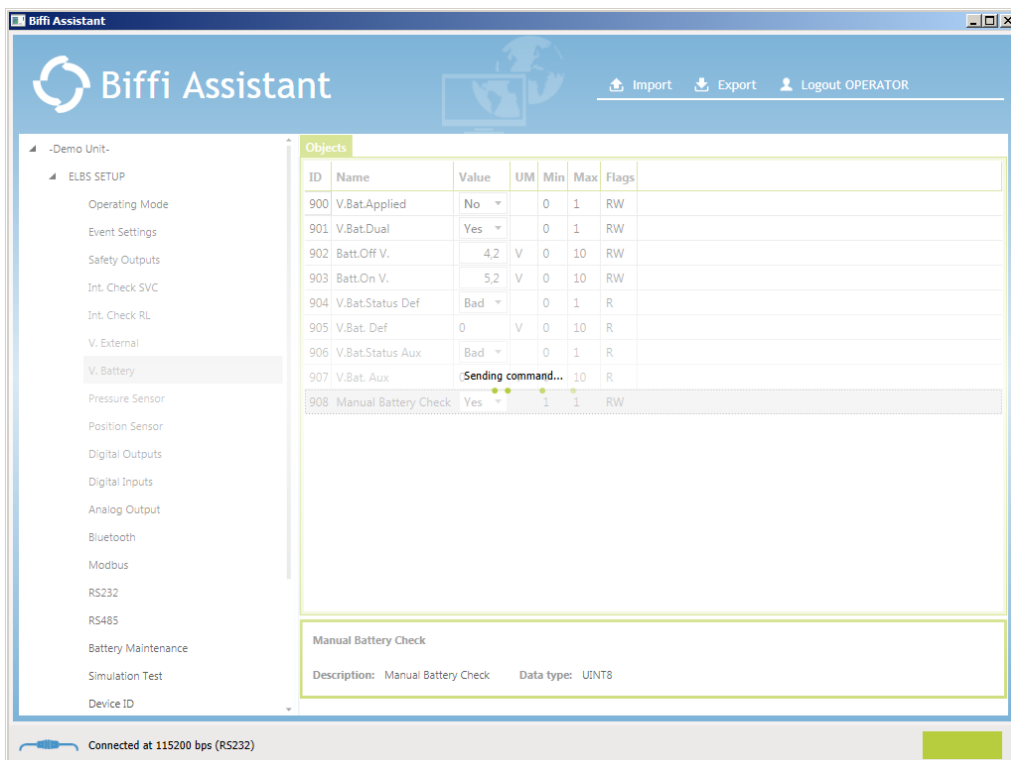 Biffi Assistant
Biffi Assistant
Import Export Logout OPERATOR
-Demo Unit-
ELBS SETUP
Operating Mode
Event Settings
Safety Outputs
Int. Check SVC
Int. Check RL
V. External
V. Battery
Pressure Sensor
Position Sensor
Digital Outputs
Digital Inputs
Analog Output
Bluetooth
Modbus
RS232
RS485
Battery Maintenance
Simulation Test
Device ID
Objects
ID Name Value UM Min Max Flags
900 V.Bat.Applied No 0 1 RW
901 V.Bat.Dual Yes 0 1 RW
902 Batt.Off V. 4,2 V 0 10 RW
903 Batt.On V. 5,2 V 0 10 RW
904 V.Bat.Status Def Bad 0 1 R
905 V.Bat. Def 0 V 0 10 R
906 V.Bat.Status Aux Bad 0 1 R
907 V.Bat. Aux 10 R
Sending command...
908 Manual Battery Check Yes 1 1 RW
Manual Battery Check
Description: Manual Battery Check Data type: UINT8
Connected at 115200 bps (RS232)